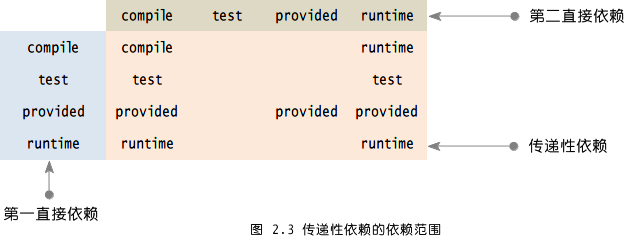 compile test provided runtime 第二直接依赖
compile compile runtime
test test test
provided provided provided provided
runtime runtime runtime 传递性依赖
第一直接依赖
图 2.3 传递性依赖的依赖范围